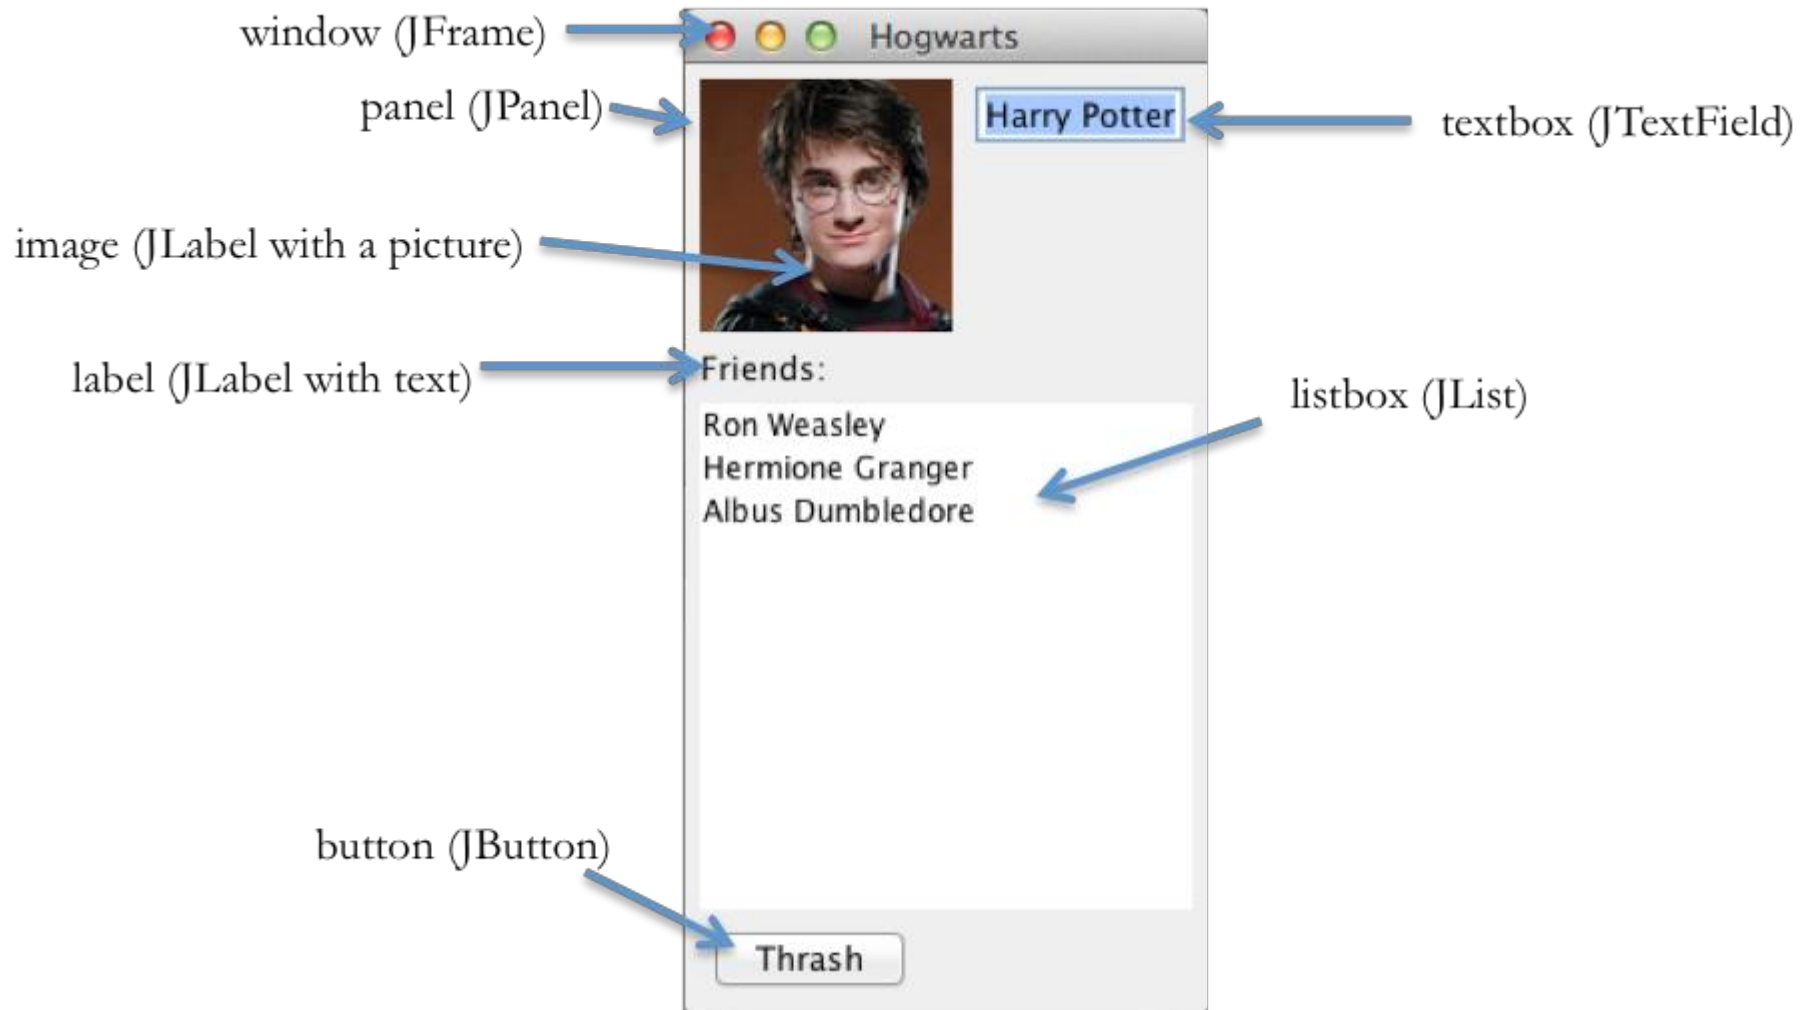 window (JFrame)
Hogwarts
panel (JPanel)
Harry Potter
textbox (JTextField)
image (JLabel with a picture)
label (JLabel with text)
Friends:
listbox (JList)
Ron Weasley
Hermione Granger
Albus Dumbledore
button (JButton)
Thrash